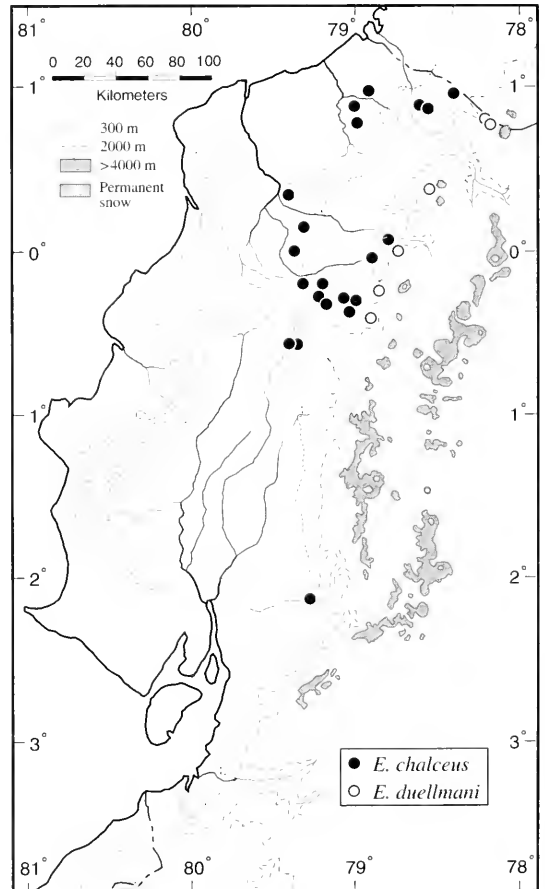 81° 80° 79° 78°
0 20 40 60 80 100
Kilometers
300 m
2000 m
>4000 m
Permanent
snow
1° 1°
0° 0°
1° 1°
2° 2°
3° 3°
E. chalceus
E. duellmani
81° 80° 79° 78°